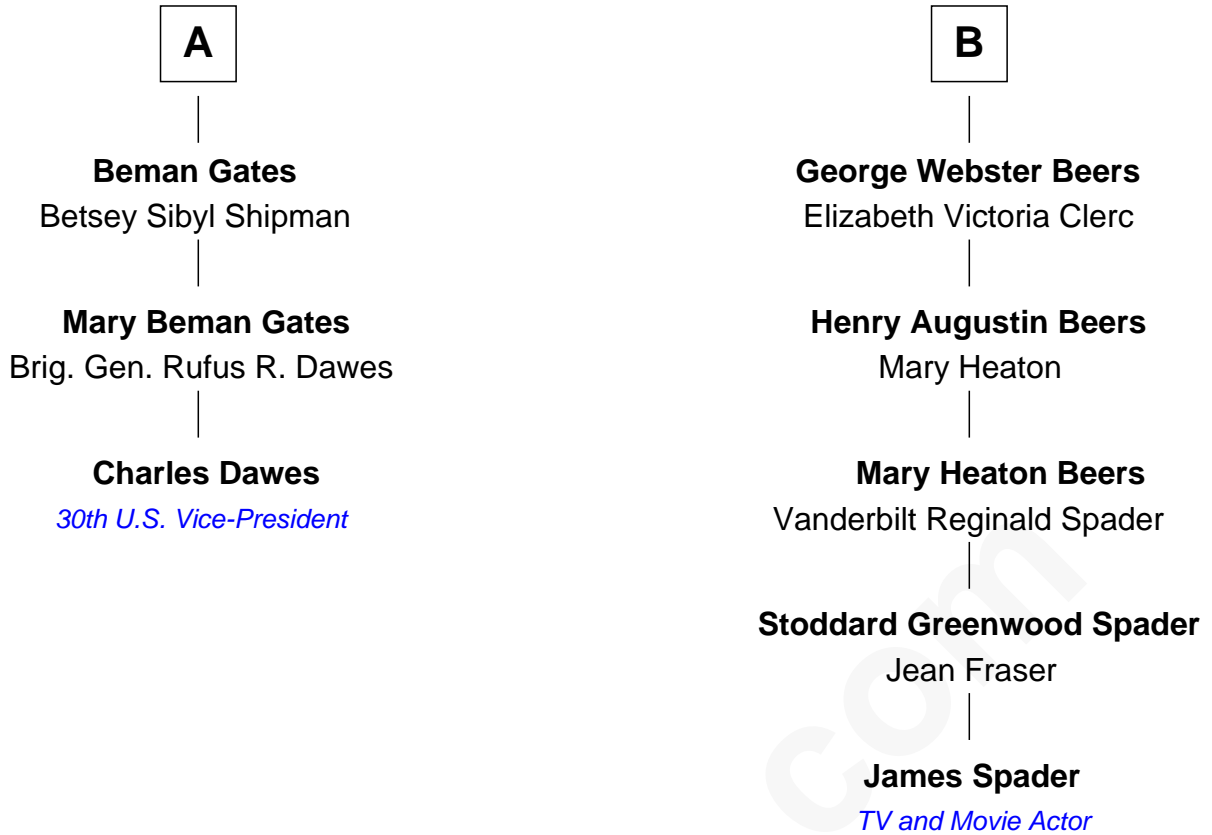 A
Beman Gates
Betsey Sibyl Shipman
Mary Beman Gates
Brig. Gen. Rufus R. Dawes
Charles Dawes
30th U.S. Vice-President
B
George Webster Beers
Elizabeth Victoria Clerc
Henry Augustin Beers
Mary Heaton
Mary Heaton Beers
Vanderbilt Reginald Spader
Stoddard Greenwood Spader
Jean Fraser
James Spader
TV and Movie Actor
com